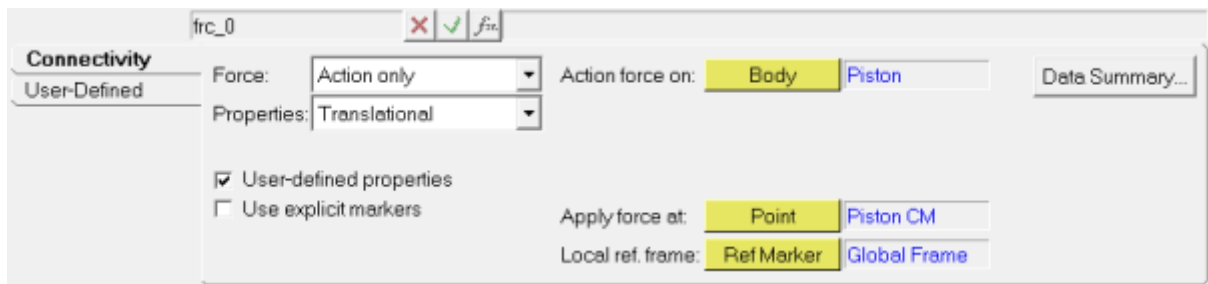 frc_0
Connectivity
User-Defined
Force: Action only Action force on: Body Piston Data Summary...
Properties: Translational
User-defined properties
Use explicit markers
Apply force at: Point Piston CM
Local ref. frame: Ref Marker Global Frame